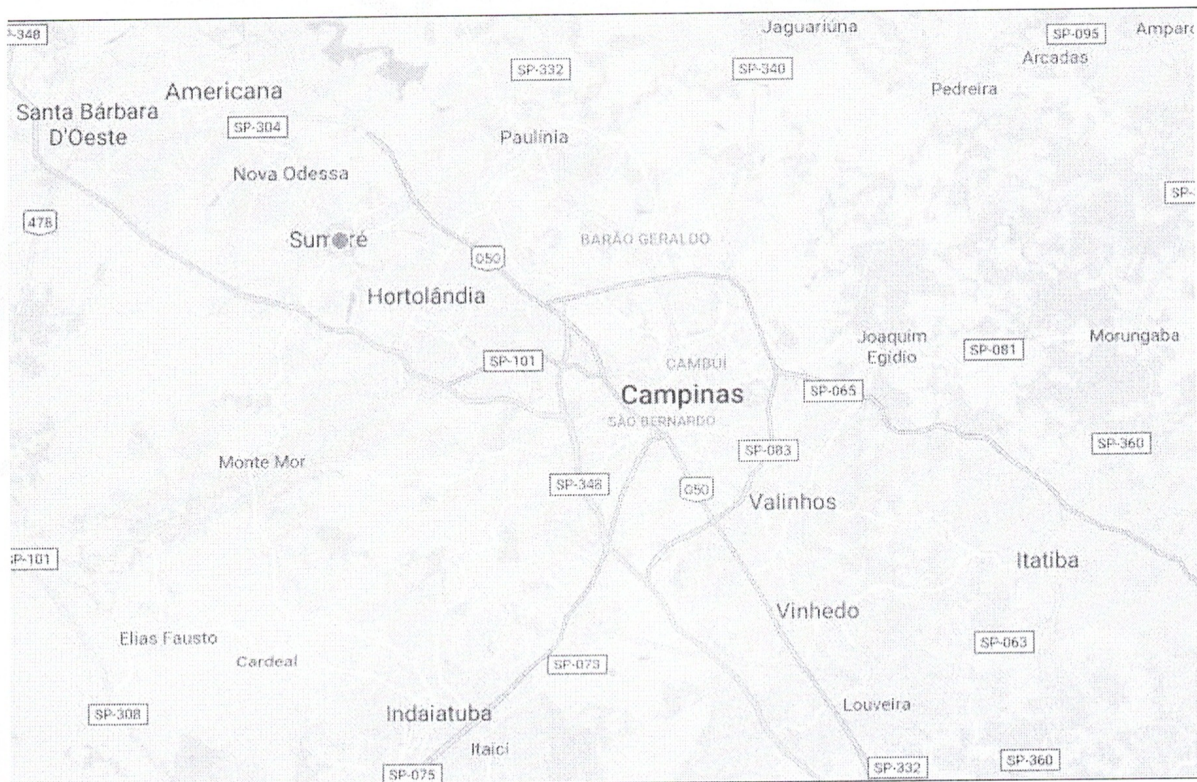 P-348
Jaguariúna
SP-095
Amparo
Arcadas
SP-332
SP-340
Pedreira
Americana
Santa Bárbara
D'Oeste
SP-304
Paulínia
Nova Odessa
SP-
478
Sumaré
BARÃO GERALDO
050
Hortolândia
Joaquim
Egídio
SP-081
Morungaba
SP-101
CAMBUÍ
Campinas
SP-065
SÃO BERNARDO
SP-083
SP-360
Monte Mor
SP-348
050
Valinhos
SP-101
Itatiba
Vinhedo
Elias Fausto
Cardeal
SP-073
SP-063
SP-308
Indaiatuba
Louveira
Itaici
SP-075
SP-332
SP-360